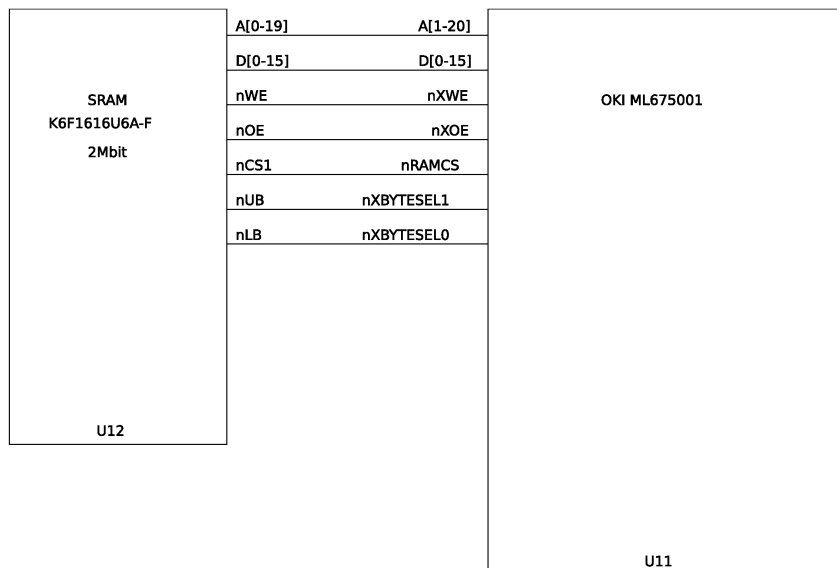 A[0-19] A[1-20]
D[0-15] D[0-15]
nWE nXWE
SRAM
OKI ML675001
K6F1616U6A-F
nOE nXOE
2Mbit
nCS1 nRAMCS
nUB nXBYTESEL1
nLB nXBYTESEL0
U12
U11